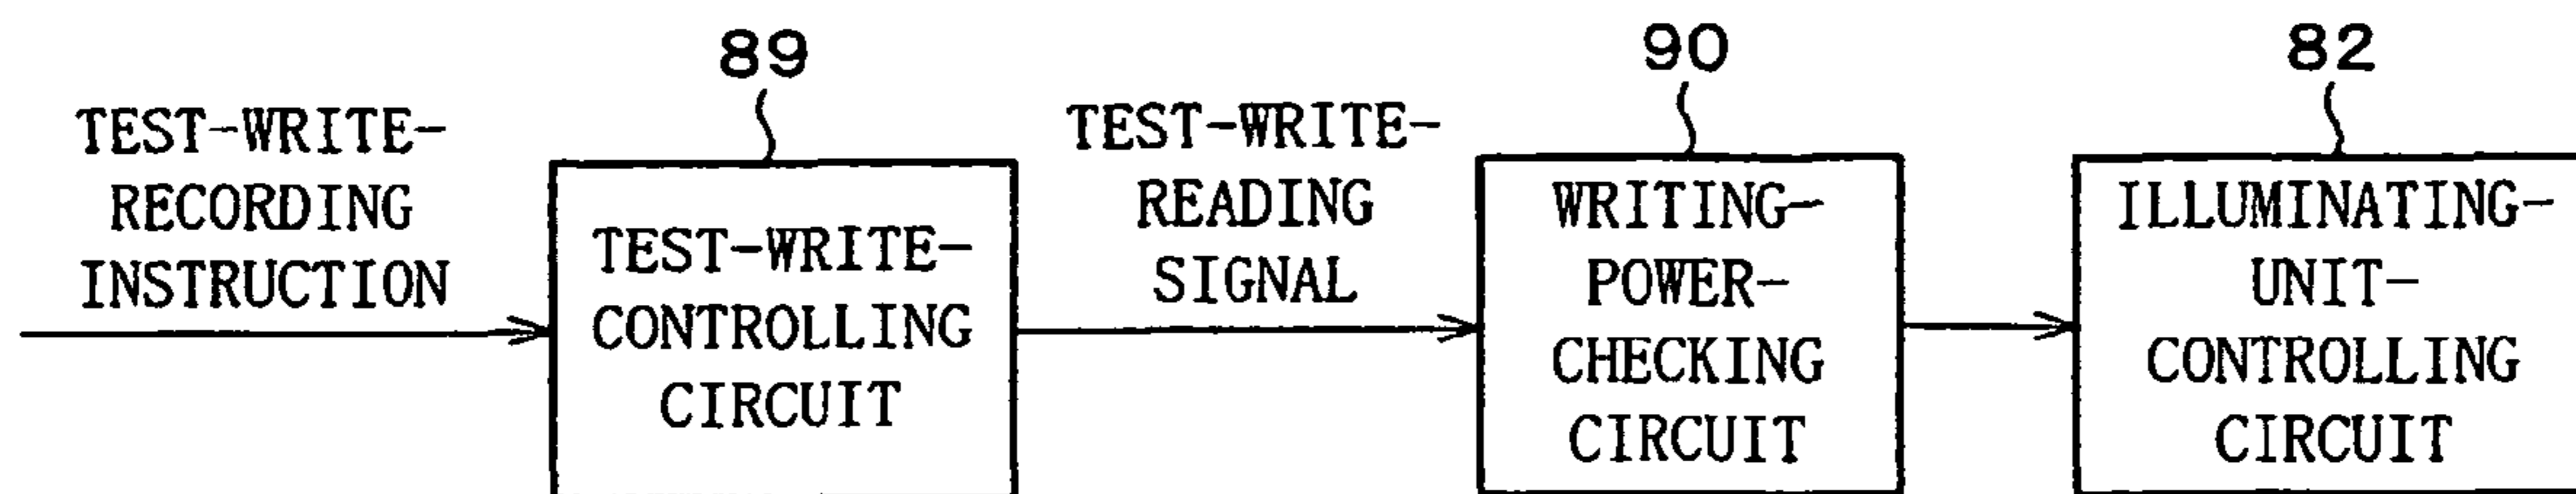 89
90
82
TEST-WRITE-
RECORDING
INSTRUCTION
TEST-WRITE-
CONTROLLING
CIRCUIT
TEST-WRITE-
READING
SIGNAL
WRITING-
POWER-
CHECKING
CIRCUIT
ILLUMINATING-
UNIT-
CONTROLLING
CIRCUIT